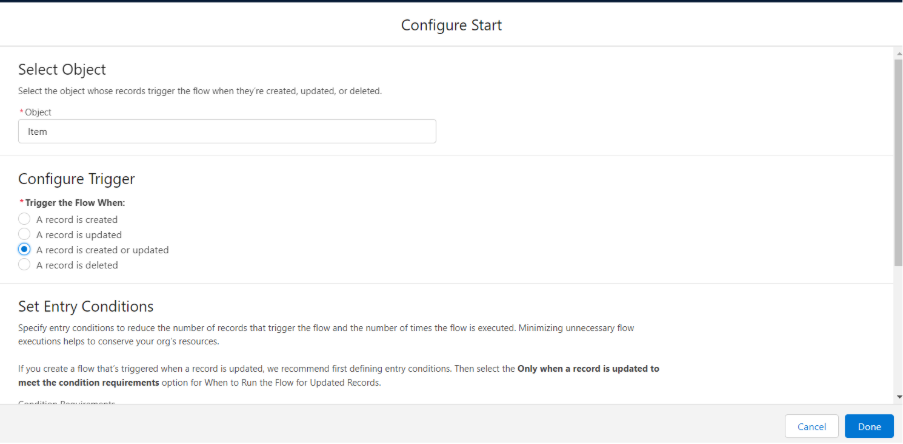 Configure Start
Select Object
Select the object whose records trigger the flow when they're created, updated, or deleted.
* Object
Item
Configure Trigger
* Trigger the Flow When:
A record is created
A record is updated
A record is created or updated
A record is deleted
Set Entry Conditions
Specify entry conditions to reduce the number of records that trigger the flow and the number of times the flow is executed. Minimizing unnecessary flow
executions helps to conserve your org's resources.
If you create a flow that's triggered when a record is updated, we recommend first defining entry conditions. Then select the Only when a record is updated to
meet the condition requirements option for When to Run the Flow for Updated Records.
Condition Requirements
Cancel Done